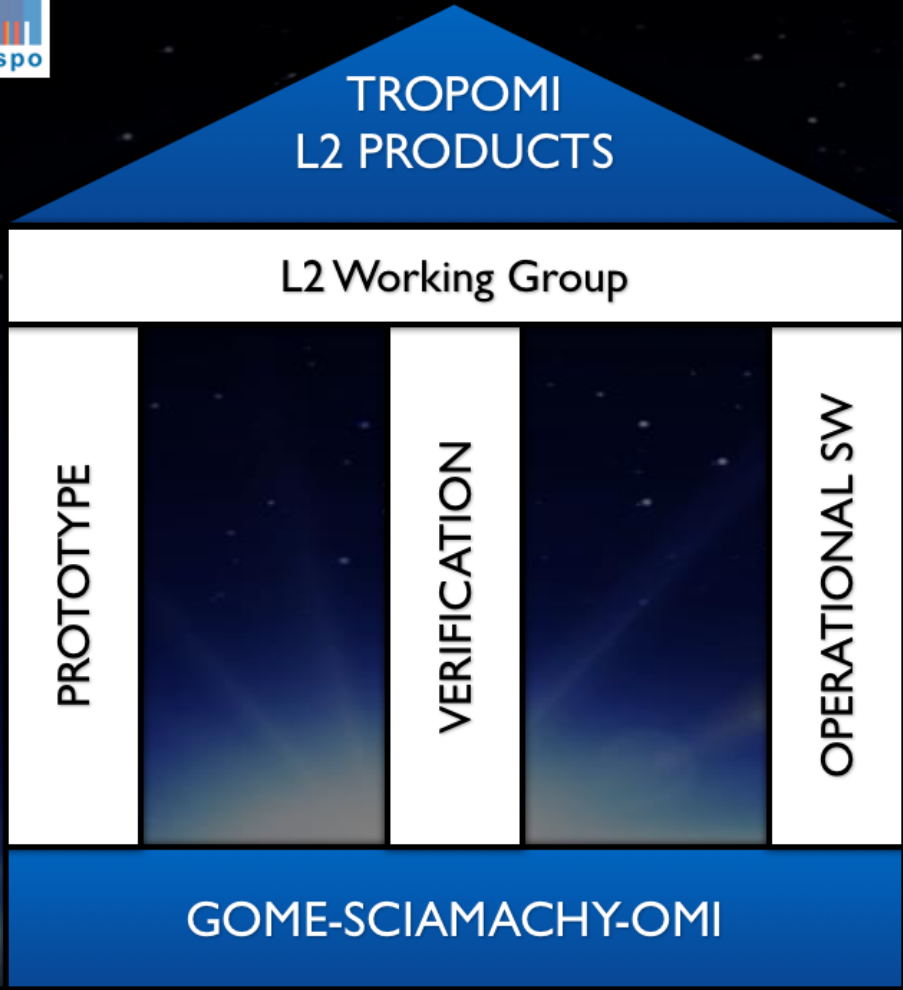 spo
TROPOMI
L2 PRODUCTS
L2 Working Group
PROTOTYPE
VERIFICATION
OPERATIONAL SW
GOME-SCIAMACHY-OMI